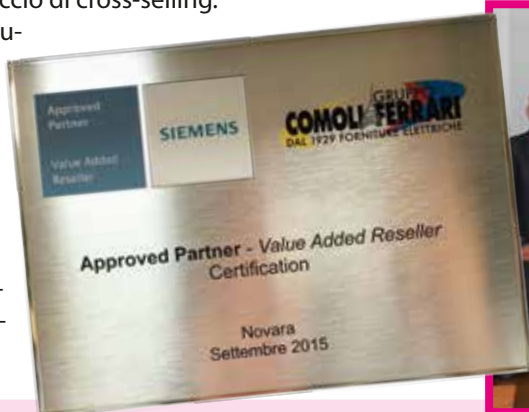 ccio di cross-selling.
u-
Approved
Partner
Value Added
Reseller
SIEMENS
GRUPPO
COMOLI FERRARI
DAL 1929 FORNITURE ELETTRICHE
Approved Partner - Value Added Reseller
Certification
Novara
Settembre 2015
-
-